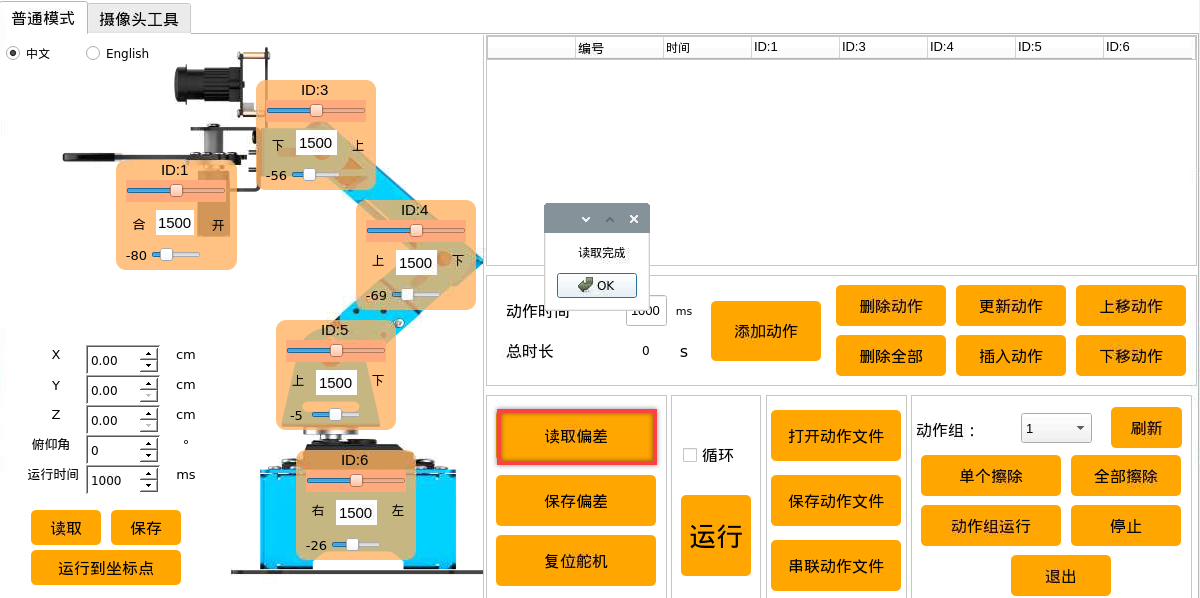 普通模式 摄像头工具
中文 English
编号 时间 ID:1 ID:3 ID:4 ID:5 ID:6
ID:3
下 1500 上
-56
ID:1
合 1500 开
-80
ID:4
上 1500 下
-69
ID:5
上 1500 下
-5
ID:6
右 1500 左
-26
X 0.00 cm
Y 0.00 cm
Z 0.00 cm
俯仰角 0 °
运行时间 1000 ms
读取 保存
运行到坐标点
读取完成
OK
动作时间 1000 ms
总时长 0 S
添加动作
删除动作 更新动作 上移动作
删除全部 插入动作 下移动作
读取偏差
保存偏差
复位舵机
循环
运行
打开动作文件
保存动作文件
串联动作文件
动作组： 1 刷新
单个擦除 全部擦除
动作组运行 停止
退出